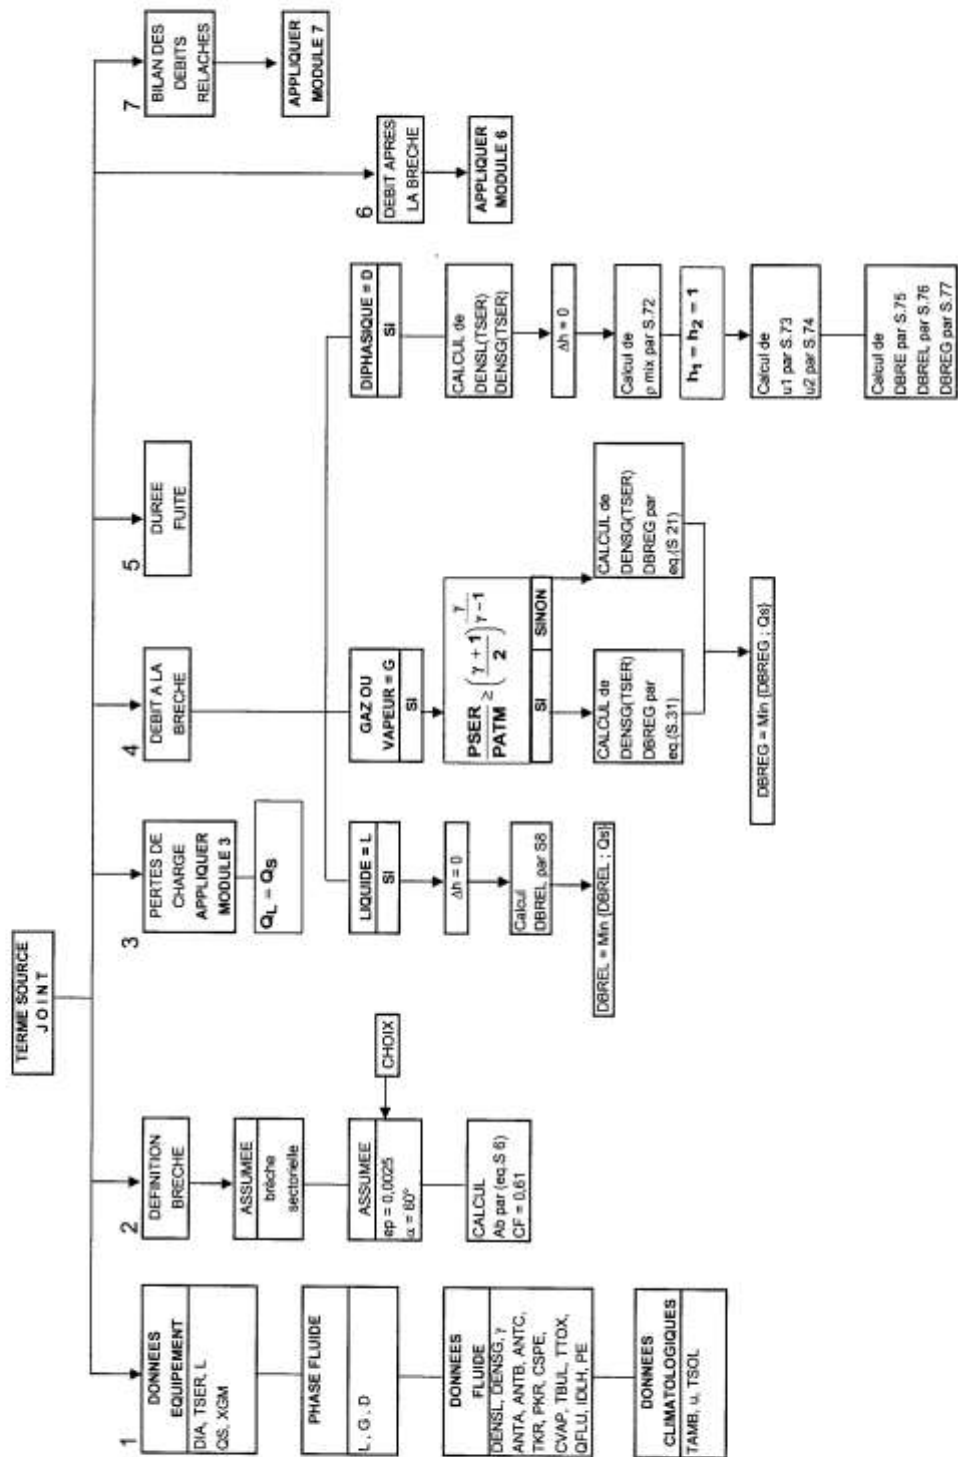 TERME SOURCE
J O I N T
1
DONNEES
EQUIPEMENT
DIA, TSER, L
QS, XGM
PHASE FLUIDE
L , G , D
DONNEES
FLUIDE
DENSL, DENSG, γ
ANTA, ANTB, ANTC,
TKR, PKR, CSPE,
CVAP, TBUL, TTOX,
QFLU, IDLH, PE
DONNEES
CLIMATOLOGIQUES
TAMB, u, TSOL
2
DEFINITION
BRECHE
ASSUMEE
brèche
sectorielle
ASSUMEE
ep = 0,0025
α = 60°
CHOIX
CALCUL
Ab par (eq.S 6)
CF = 0,61
3
PERTES DE
CHARGE
APPLIQUER
MODULE 3
Q_L = Q_S
4
DEBIT A LA
BRECHE
LIQUIDE = L
SI
Δh = 0
Calcul
DBREL par S8
DBREL = Min {DBREL ; Qs}
GAZ OU
VAPEUR = G
SI
PSER/PATM ≥ ((γ + 1)/2)^(γ/(γ − 1))
SI
SINON
CALCUL de
DENSG(TSER)
DBREG par
eq.(S.31)
CALCUL de
DENSG(TSER)
DBREG par
eq.(S 21)
DBREG = Min {DBREG ; Qs}
DIPHASIQUE = D
SI
CALCUL de
DENSL(TSER)
DENSG(TSER)
Δh = 0
Calcul de
ρ mix par S.72
h₁ = h₂ = 1
Calcul de
u1 par S.73
u2 par S.74
Calcul de
DBRE par S.75
DBREL par S.76
DBREG par S.77
5
DUREE
FUITE
6
DEBIT APRES
LA BRECHE
APPLIQUER
MODULE 6
7
BILAN DES
DEBITS
RELACHES
APPLIQUER
MODULE 7